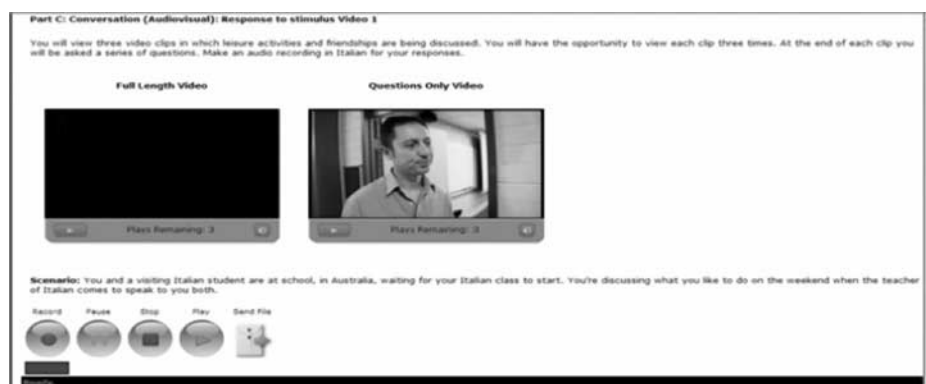 Part C: Conversation (Audiovisual): Response to stimulus Video 1
You will view three video clips in which leisure activities and friendships are being discussed. You will have the opportunity to view each clip three times. At the end of each clip you
will be asked a series of questions. Make an audio recording in Italian for your responses.
Full Length Video Questions Only Video
Plays Remaining: 3 Plays Remaining: 3
Scenario: You and a visiting Italian student are at school, in Australia, waiting for your Italian class to start. You're discussing what you like to do on the weekend when the teacher
of Italian comes to speak to you both.
Record Pause Stop Play Send File